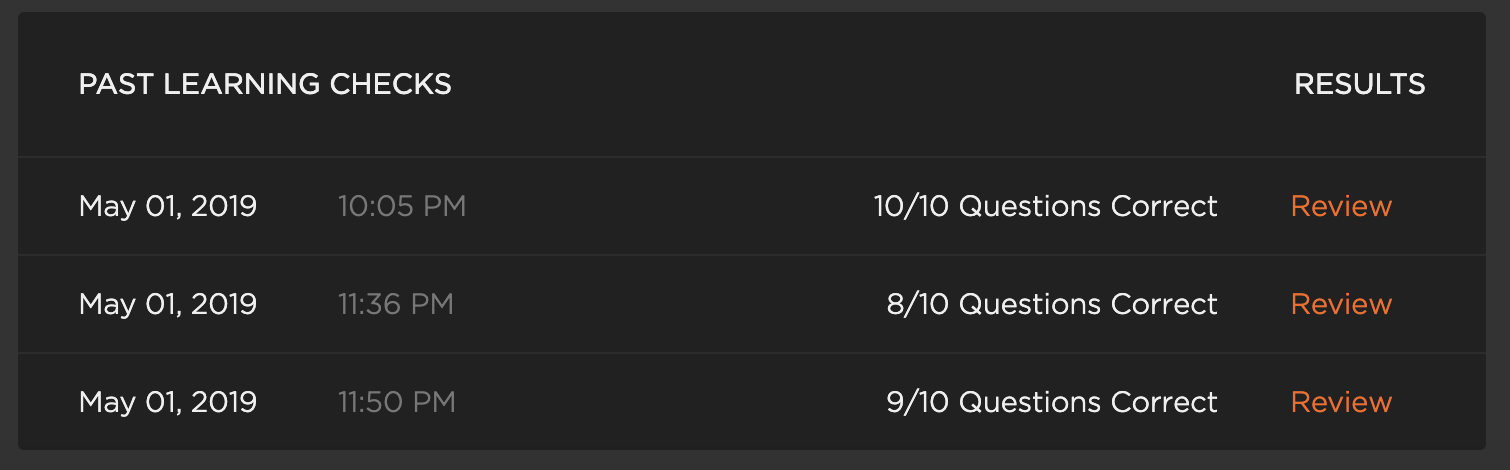 PAST LEARNING CHECKS RESULTS
May 01, 2019 10:05 PM 10/10 Questions Correct Review
May 01, 2019 11:36 PM 8/10 Questions Correct Review
May 01, 2019 11:50 PM 9/10 Questions Correct Review